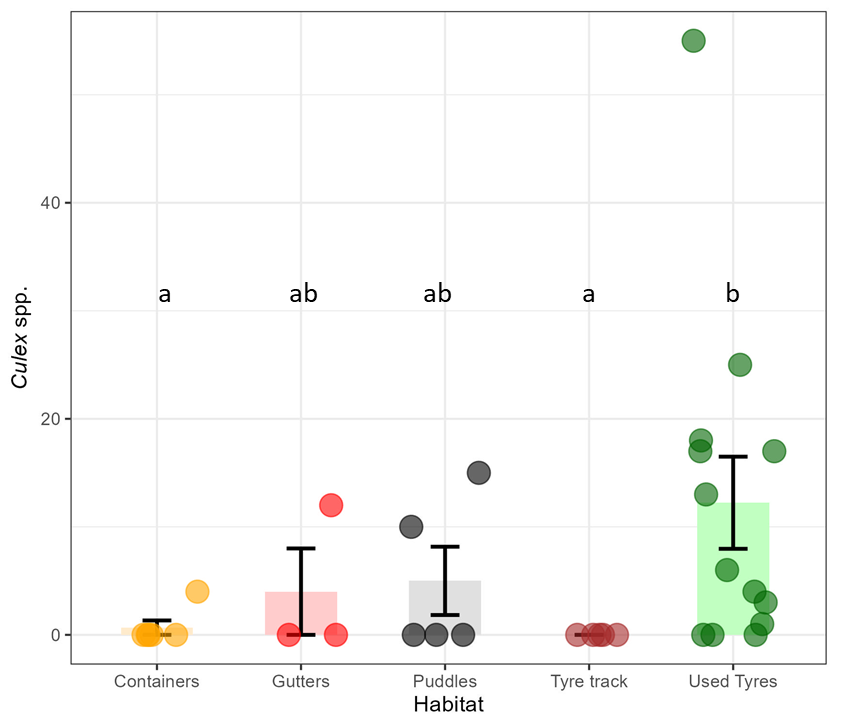 Culex spp.
40
20
0
a ab ab a b
Containers Gutters Puddles Tyre track Used Tyres
Habitat